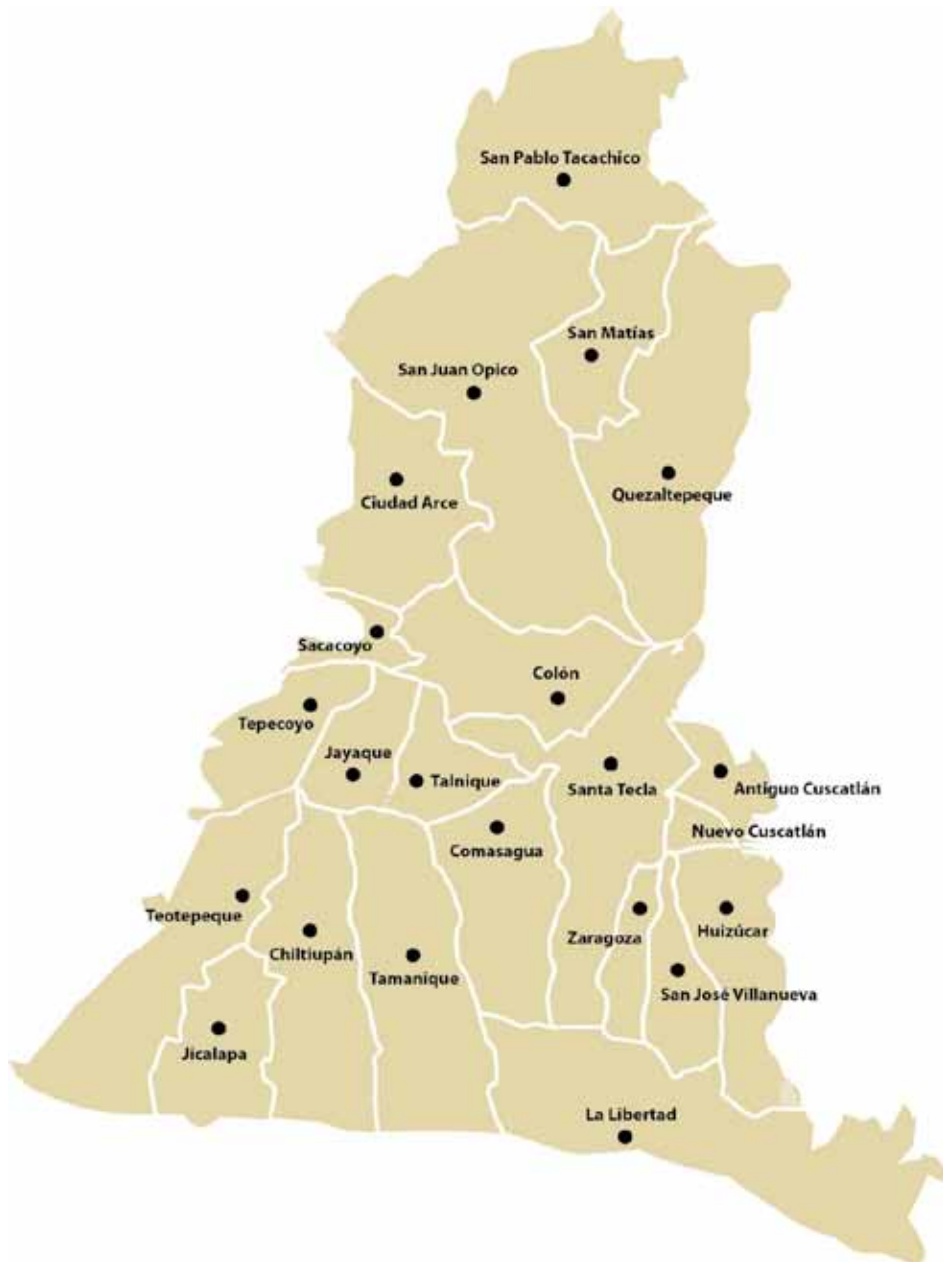 San Pablo Tacachico
San Matías
San Juan Opico
Ciudad Arce
Quezaltepeque
Sacacoyo
Colón
Tepecoyo
Jayaque
Talnique
Santa Tecla
Antiguo Cuscatlán
Nuevo Cuscatlán
Comasagua
Teotepeque
Chiltiupán
Tamanique
Zaragoza
Huizúcar
San José Villanueva
Jicalapa
La Libertad